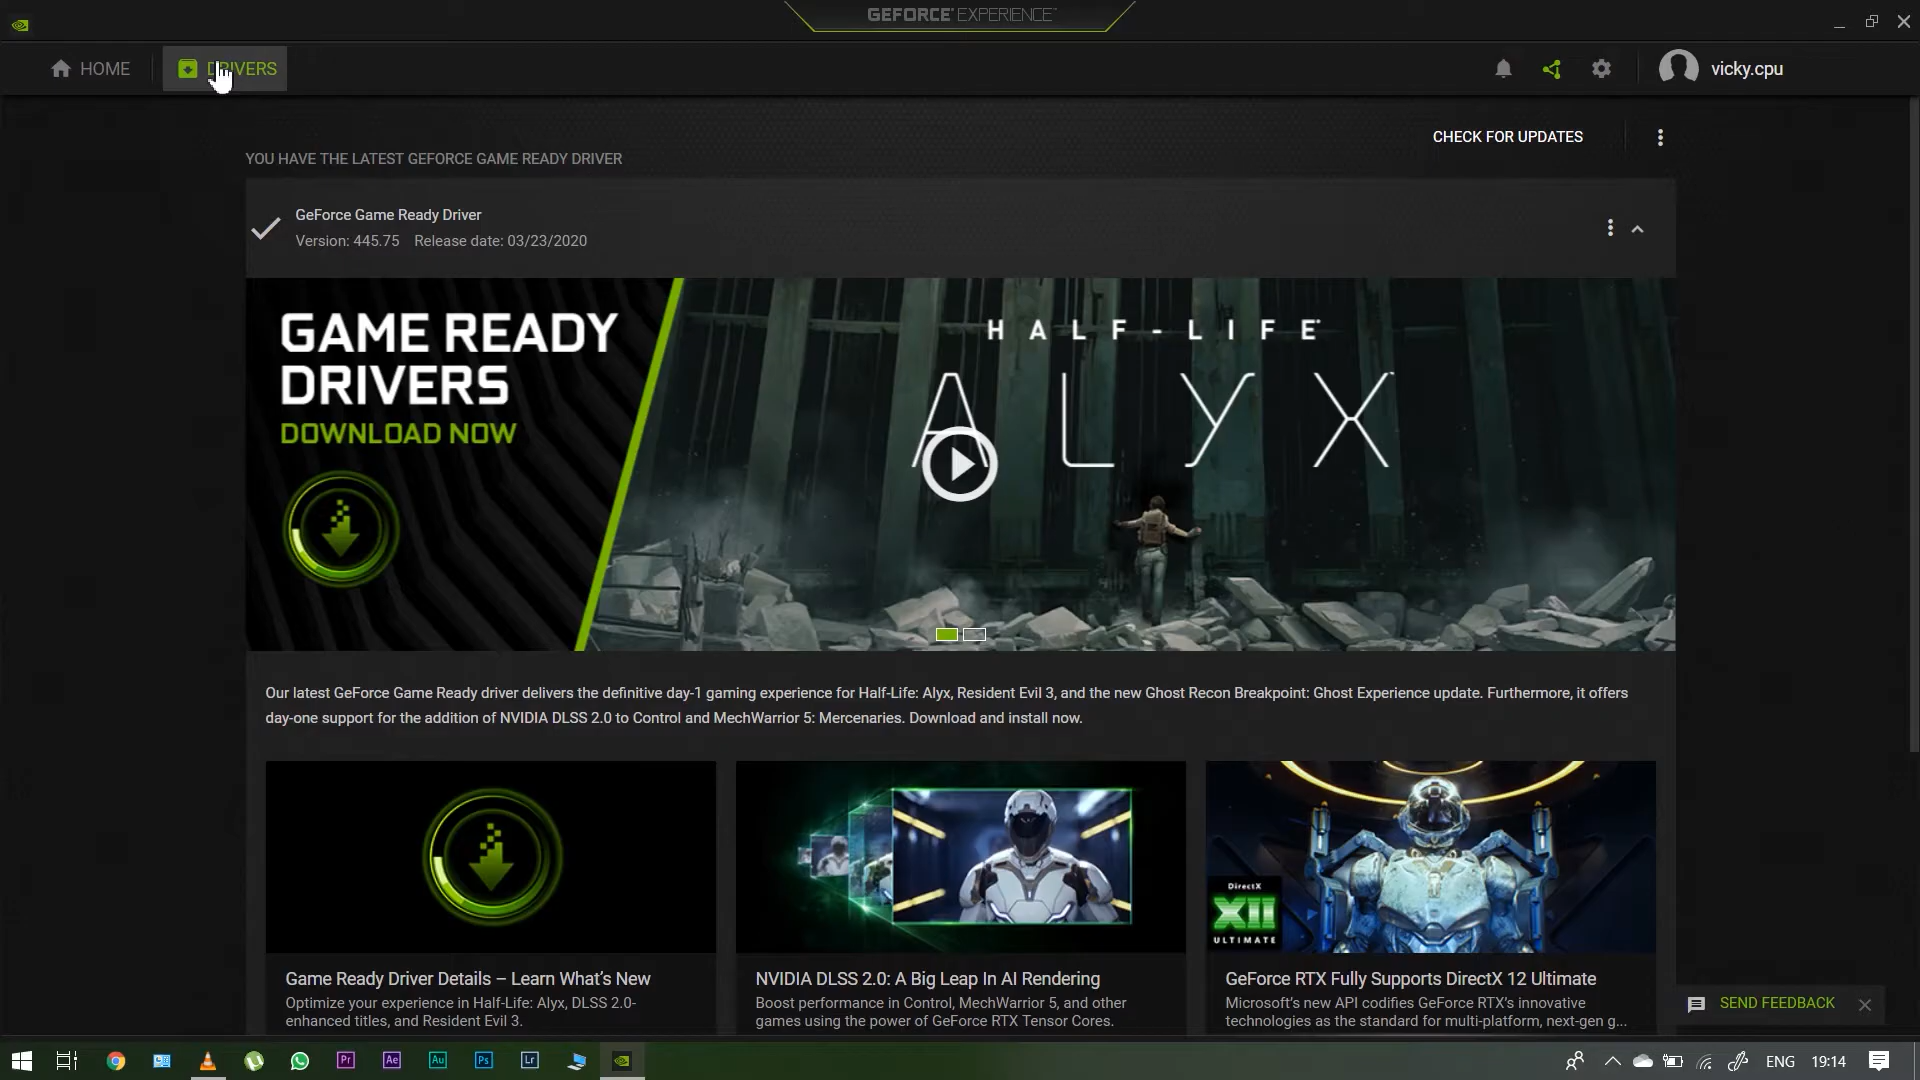 GEFORCE® EXPERIENCE™
HOME
DRIVERS
vicky.cpu
CHECK FOR UPDATES
YOU HAVE THE LATEST GEFORCE GAME READY DRIVER
GeForce Game Ready Driver
Version: 445.75 Release date: 03/23/2020
GAME READY
DRIVERS
DOWNLOAD NOW
HALF-LIFE
ALYX
Our latest GeForce Game Ready driver delivers the definitive day-1 gaming experience for Half-Life: Alyx, Resident Evil 3, and the new Ghost Recon Breakpoint: Ghost Experience update. Furthermore, it offers
day-one support for the addition of NVIDIA DLSS 2.0 to Control and MechWarrior 5: Mercenaries. Download and install now.
DirectX
XII
ULTIMATE
Game Ready Driver Details – Learn What's New
Optimize your experience in Half-Life: Alyx, DLSS 2.0-
enhanced titles, and Resident Evil 3.
NVIDIA DLSS 2.0: A Big Leap In AI Rendering
Boost performance in Control, MechWarrior 5, and other
games using the power of GeForce RTX Tensor Cores.
GeForce RTX Fully Supports DirectX 12 Ultimate
Microsoft's new API codifies GeForce RTX's innovative
technologies as the standard for multi-platform, next-gen g...
SEND FEEDBACK
Pr
Ae
Au
Ps
Lr
ENG
19:14